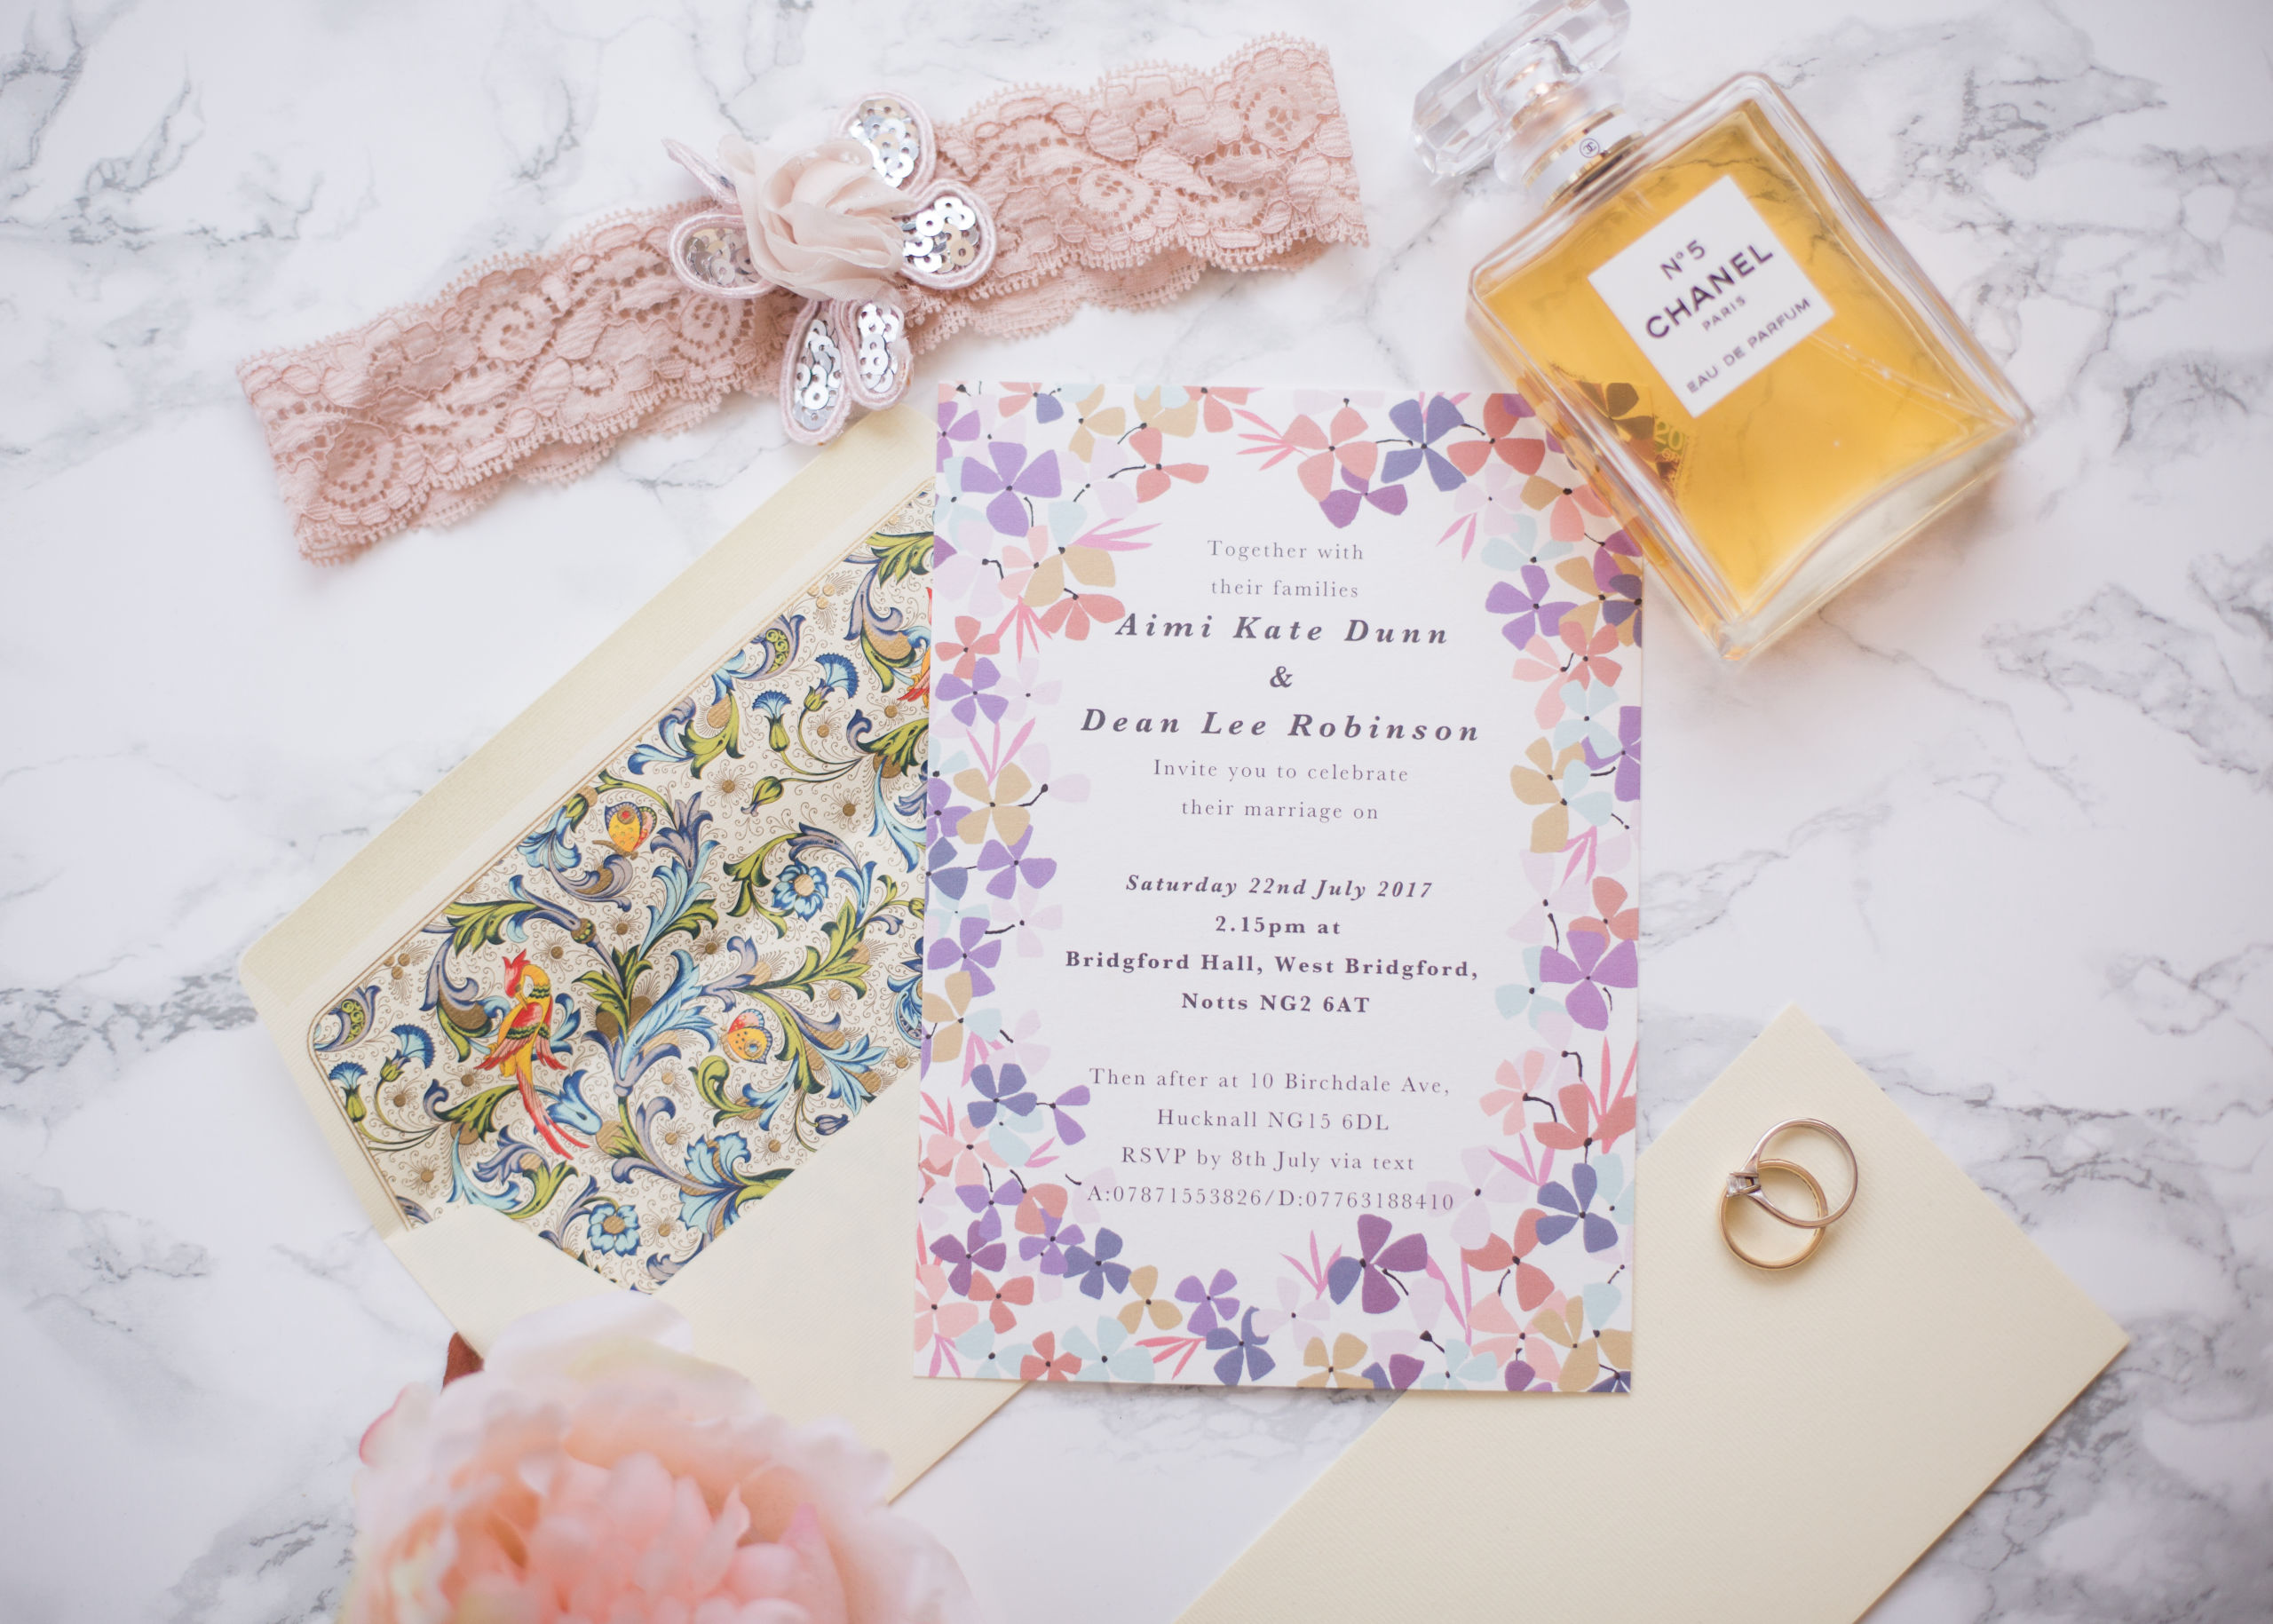 Nº5
CHANEL
PARIS
EAU DE PARFUM
Together with
their families
Aimi Kate Dunn
&
Dean Lee Robinson
Invite you to celebrate
their marriage on
Saturday 22nd July 2017
2.15pm at
Bridgford Hall, West Bridgford,
Notts NG2 6AT
Then after at 10 Birchdale Ave,
Hucknall NG15 6DL
RSVP by 8th July via text
A:07871553826/D:07763188410